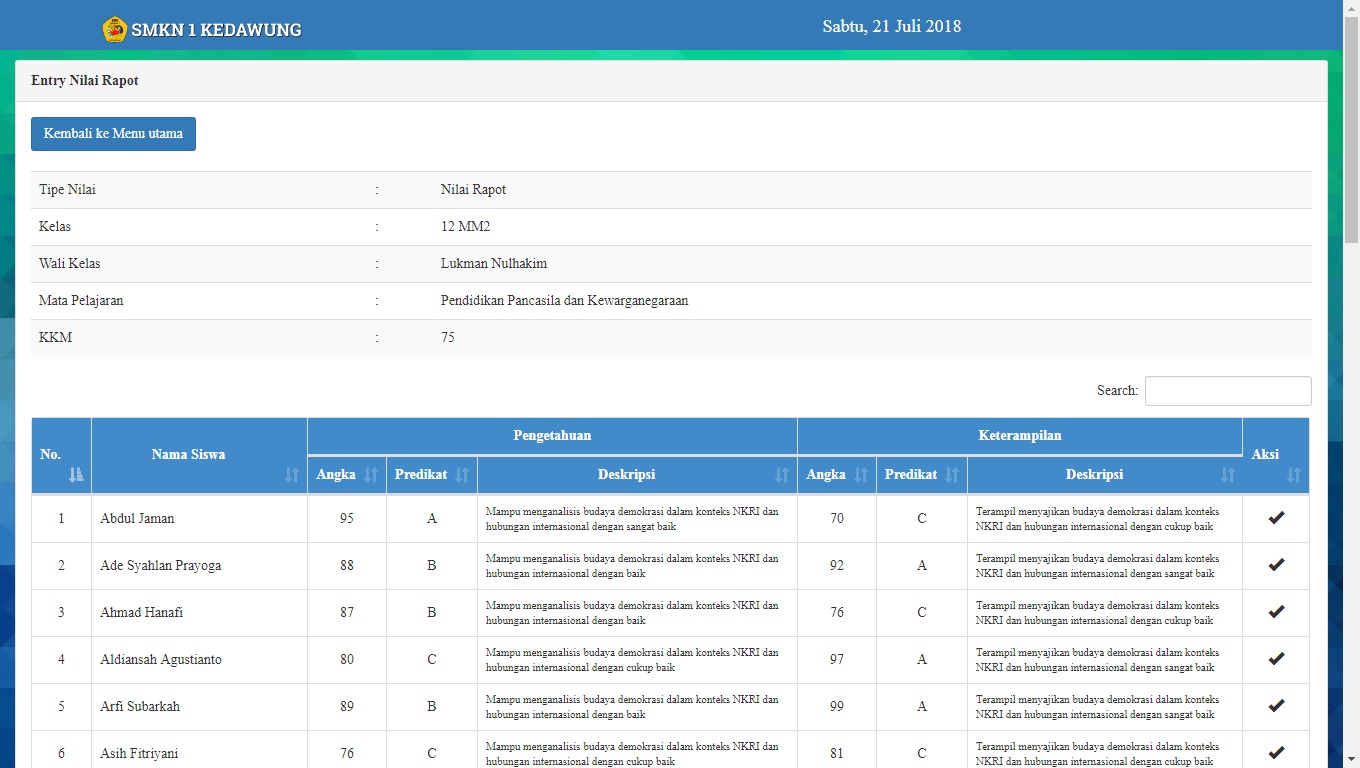 SMKN 1 KEDAWUNG
Sabtu, 21 Juli 2018
Entry Nilai Rapot
Kembali ke Menu utama
Tipe Nilai : Nilai Rapot
Kelas : 12 MM2
Wali Kelas : Lukman Nulhakim
Mata Pelajaran : Pendidikan Pancasila dan Kewarganegaraan
KKM : 75
Search:
No. Nama Siswa Pengetahuan Keterampilan Aksi
Angka Predikat Deskripsi Angka Predikat Deskripsi
1 Abdul Jaman 95 A Mampu menganalisis budaya demokrasi dalam konteks NKRI dan 70 C Terampil menyajikan budaya demokrasi dalam konteks
hubungan internasional dengan sangat baik NKRI dan hubungan internasional dengan cukup baik
2 Ade Syahlan Prayoga 88 B Mampu menganalisis budaya demokrasi dalam konteks NKRI dan 92 A Terampil menyajikan budaya demokrasi dalam konteks
hubungan internasional dengan baik NKRI dan hubungan internasional dengan sangat baik
3 Ahmad Hanafi 87 B Mampu menganalisis budaya demokrasi dalam konteks NKRI dan 76 C Terampil menyajikan budaya demokrasi dalam konteks
hubungan internasional dengan baik NKRI dan hubungan internasional dengan cukup baik
4 Aldiansah Agustianto 80 C Mampu menganalisis budaya demokrasi dalam konteks NKRI dan 97 A Terampil menyajikan budaya demokrasi dalam konteks
hubungan internasional dengan cukup baik NKRI dan hubungan internasional dengan sangat baik
5 Arfi Subarkah 89 B Mampu menganalisis budaya demokrasi dalam konteks NKRI dan 99 A Terampil menyajikan budaya demokrasi dalam konteks
hubungan internasional dengan baik NKRI dan hubungan internasional dengan sangat baik
6 Asih Fitriyani 76 C Mampu menganalisis budaya demokrasi dalam konteks NKRI dan 81 C Terampil menyajikan budaya demokrasi dalam konteks
hubungan internasional dengan cukup baik NKRI dan hubungan internasional dengan cukup baik